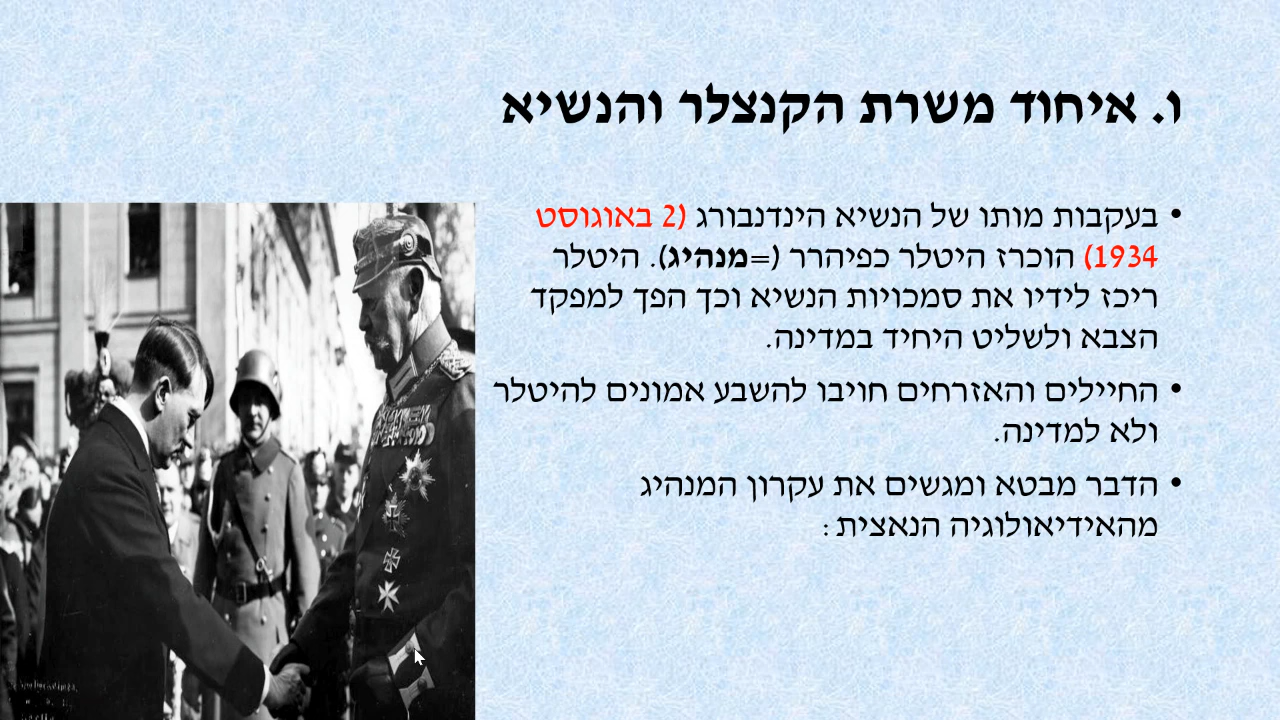 ו. איחוד משרת הקנצלר והנשיא
• בעקבות מותו של הנשיא הינדנבורג (2 באוגוסט
1934) הוכרז היטלר כפיהרר (=מנהיג). היטלר
ריכז לידיו את סמכויות הנשיא וכך הפך למפקד
הצבא ולשליט היחיד במדינה.
• החיילים והאזרחים חויבו להשבע אמונים להיטלר
ולא למדינה.
• הדבר מבטא ומגשים את עקרון המנהיג
מהאידיאולוגיה הנאצית :